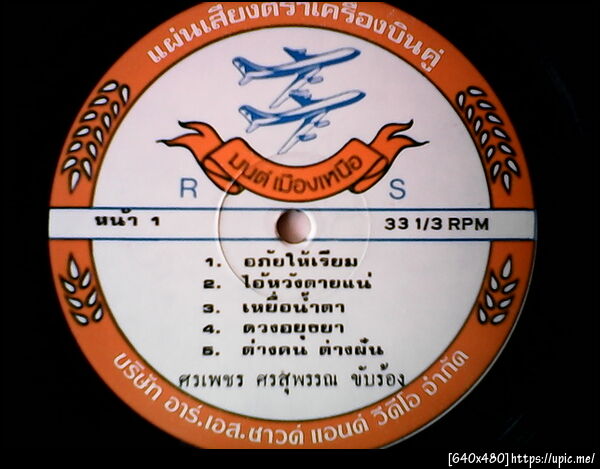 แผ่นเสียงตราเครื่องบินคู่
มนต์เมืองเหนือ
R S
หน้า 1 33 1/3 RPM
1. อภัยให้เรียม
2. ไอ้หวังตายแน่
3. เหยื่อน้ำตา
4. ดวงอยุธยา
5. ต่างคน ต่างผัน
ศรเพชร ศรสุพรรณ ขับร้อง
บริษัท อาร์.เอส.ซาวด์ แอนด์ วีดีโอ จำกัด
[640x480]https://upic.me/